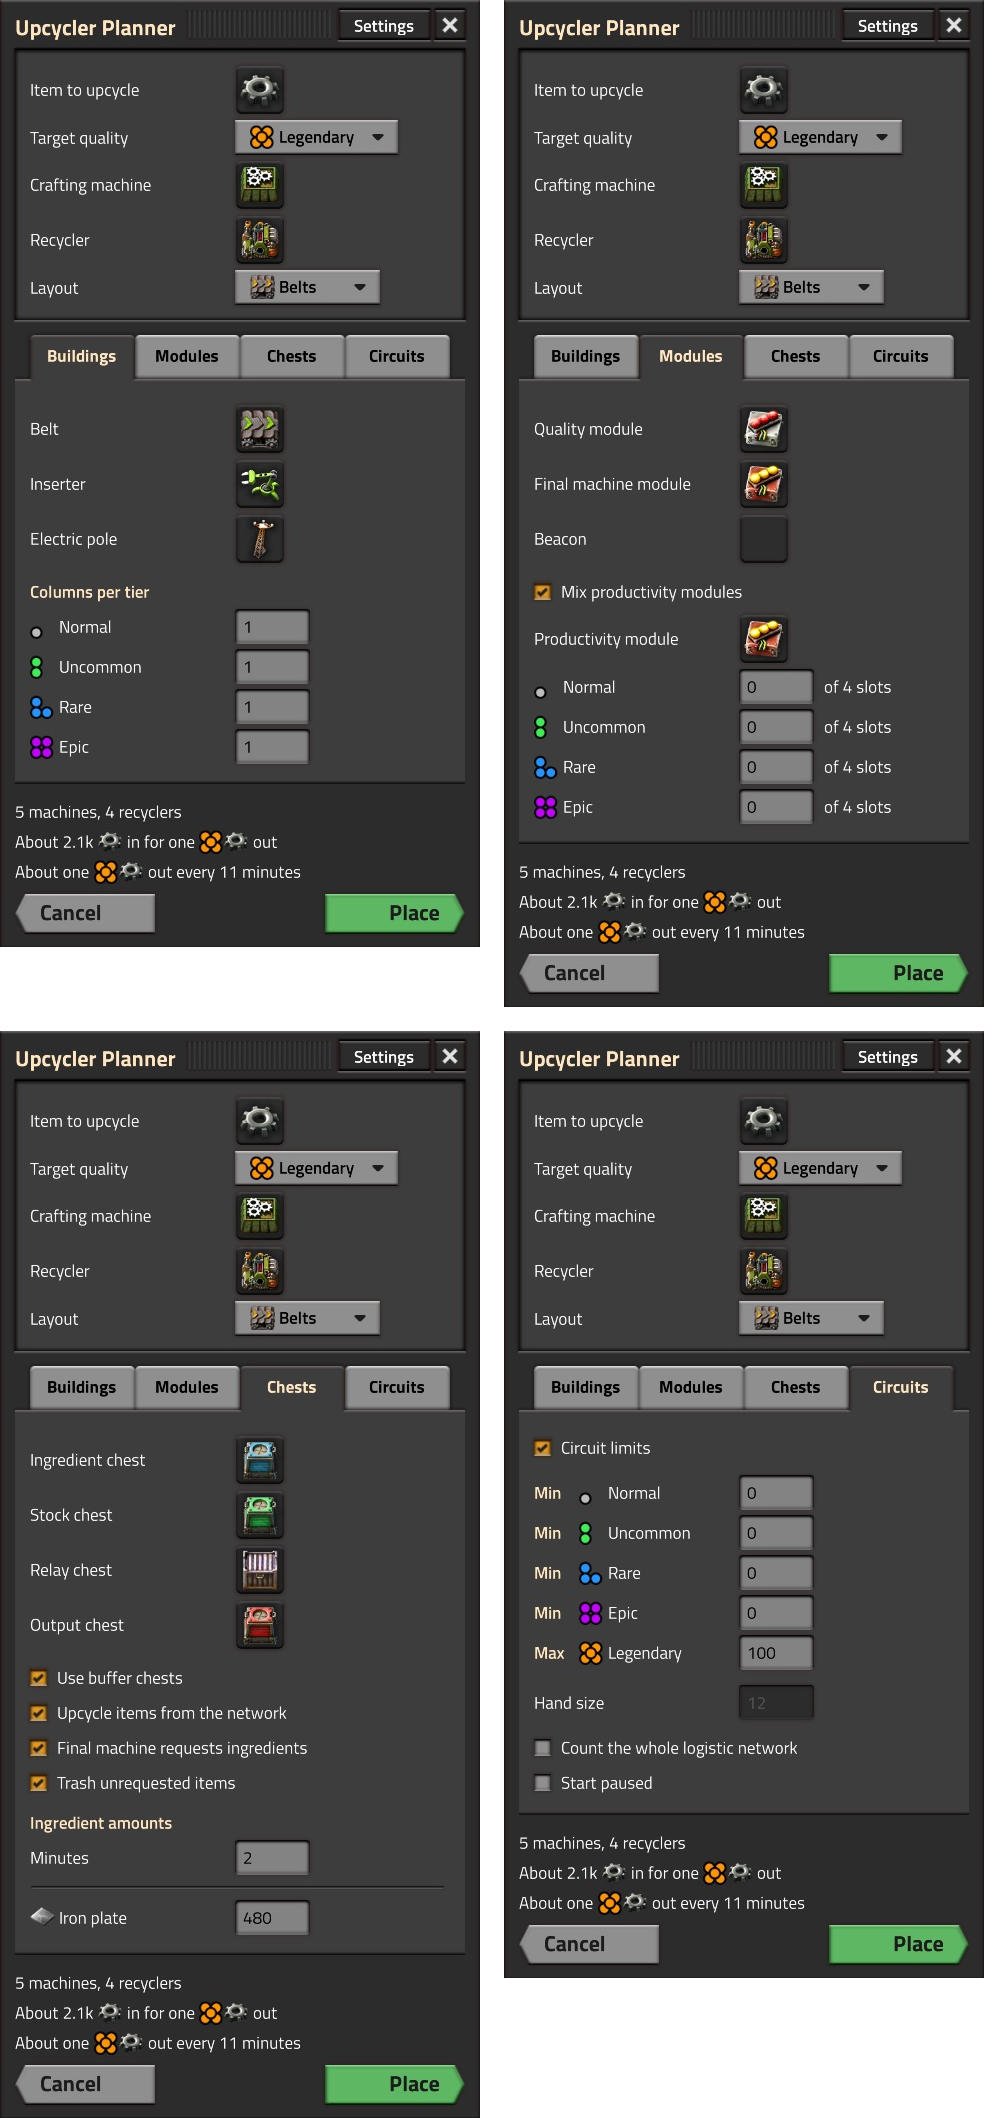 Upcycler Planner
Settings
Item to upcycle
Target quality Legendary
Crafting machine
Recycler
Layout Belts
Buildings Modules Chests Circuits
Belt
Inserter
Electric pole
Columns per tier
Normal 1
Uncommon 1
Rare 1
Epic 1
5 machines, 4 recyclers
About 2.1k in for one out
About one out every 11 minutes
Cancel Place
Upcycler Planner
Settings
Item to upcycle
Target quality Legendary
Crafting machine
Recycler
Layout Belts
Buildings Modules Chests Circuits
Quality module
Final machine module
Beacon
Mix productivity modules
Productivity module
Normal 0 of 4 slots
Uncommon 0 of 4 slots
Rare 0 of 4 slots
Epic 0 of 4 slots
5 machines, 4 recyclers
About 2.1k in for one out
About one out every 11 minutes
Cancel Place
Upcycler Planner
Settings
Item to upcycle
Target quality Legendary
Crafting machine
Recycler
Layout Belts
Buildings Modules Chests Circuits
Ingredient chest
Stock chest
Relay chest
Output chest
Use buffer chests
Upcycle items from the network
Final machine requests ingredients
Trash unrequested items
Ingredient amounts
Minutes 2
Iron plate 480
5 machines, 4 recyclers
About 2.1k in for one out
About one out every 11 minutes
Cancel Place
Upcycler Planner
Settings
Item to upcycle
Target quality Legendary
Crafting machine
Recycler
Layout Belts
Buildings Modules Chests Circuits
Circuit limits
Min Normal 0
Min Uncommon 0
Min Rare 0
Min Epic 0
Max Legendary 100
Hand size 12
Count the whole logistic network
Start paused
5 machines, 4 recyclers
About 2.1k in for one out
About one out every 11 minutes
Cancel Place